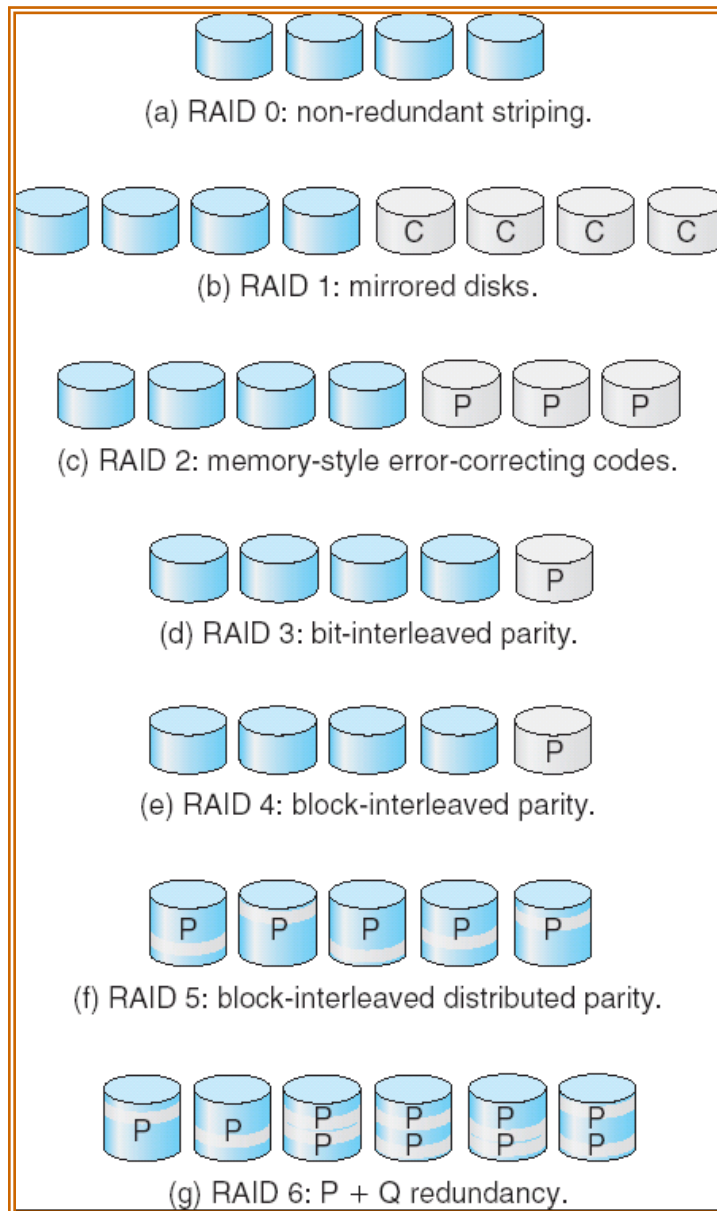 (a) RAID 0: non-redundant striping.
C C C C
(b) RAID 1: mirrored disks.
P P P
(c) RAID 2: memory-style error-correcting codes.
P
(d) RAID 3: bit-interleaved parity.
P
(e) RAID 4: block-interleaved parity.
P P P P P
(f) RAID 5: block-interleaved distributed parity.
P P P P
P P P P P P
(g) RAID 6: P + Q redundancy.